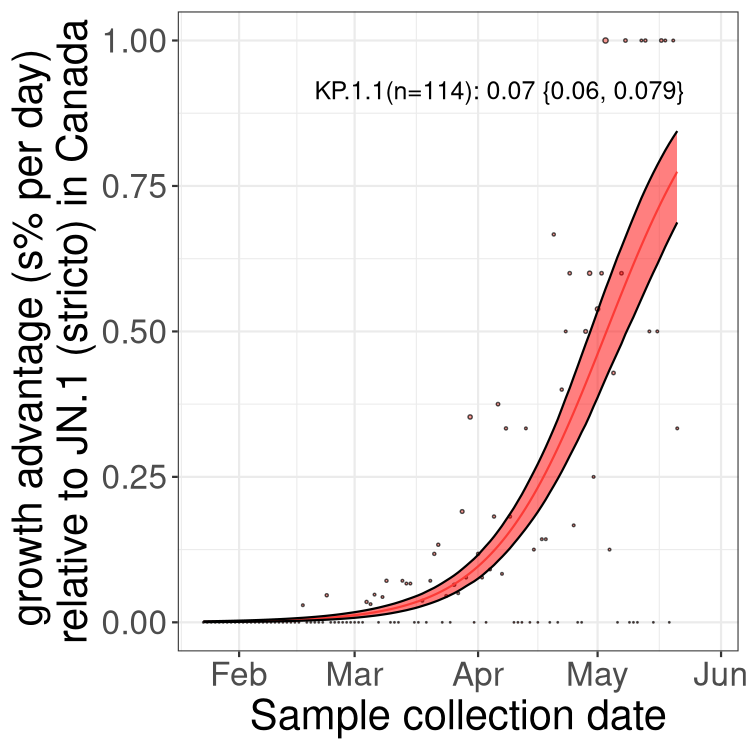 growth advantage (s% per day)
relative to JN.1 (stricto) in Canada
1.00
0.75
0.50
0.25
0.00
KP.1.1(n=114): 0.07 {0.06, 0.079}
Feb
Mar
Apr
May
Jun
Sample collection date